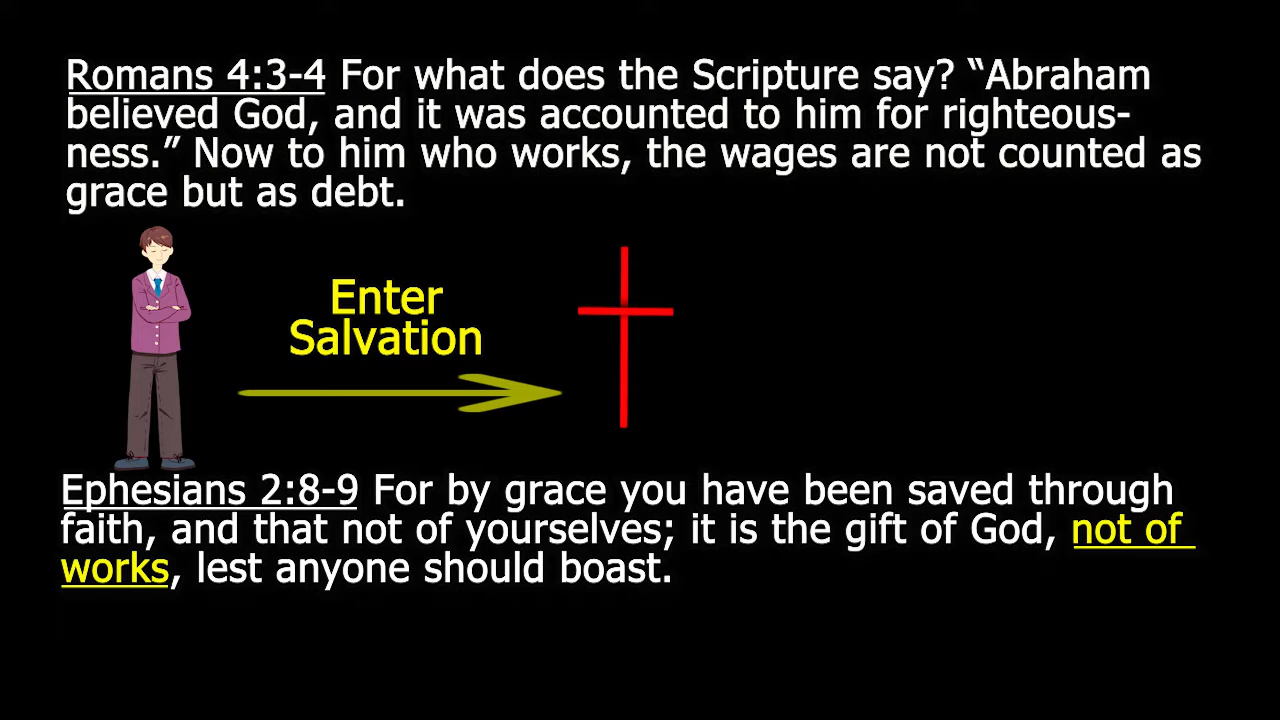 Romans 4:3-4 For what does the Scripture say? “Abraham
believed God, and it was accounted to him for righteous-
ness.” Now to him who works, the wages are not counted as
grace but as debt.
Enter
Salvation
Ephesians 2:8-9 For by grace you have been saved through
faith, and that not of yourselves; it is the gift of God, not of
works, lest anyone should boast.